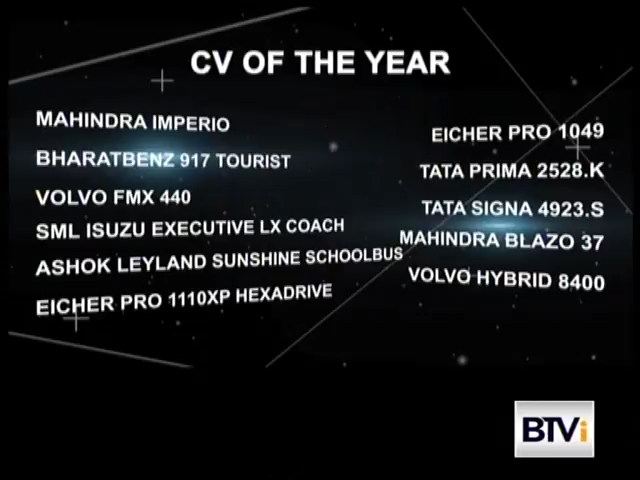 CV OF THE YEAR
MAHINDRA IMPERIO
BHARATBENZ 917 TOURIST
VOLVO FMX 440
SML ISUZU EXECUTIVE LX COACH
ASHOK LEYLAND SUNSHINE SCHOOLBUS
EICHER PRO 1110XP HEXADRIVE
EICHER PRO 1049
TATA PRIMA 2528.K
TATA SIGNA 4923.S
MAHINDRA BLAZO 37
VOLVO HYBRID 8400
BTVi